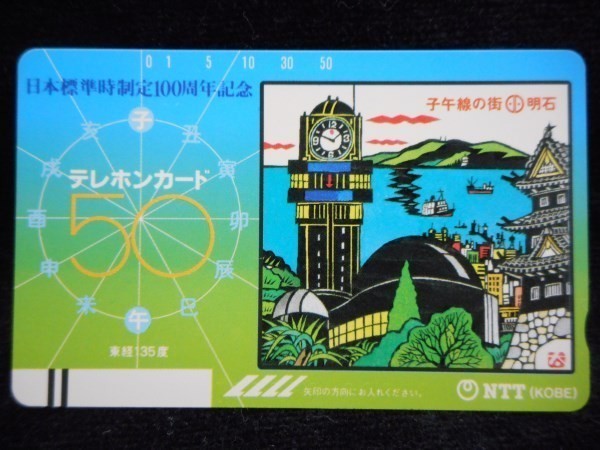 0 1 5 10 30 50
日本標準時制定100周年記念
子午線の街 明石
子
丑
寅
卯
辰
巳
午
未
申
酉
戌
亥
テレホンカード
50
東経135度
矢印の方向にお入れください。
NTT (KOBE)